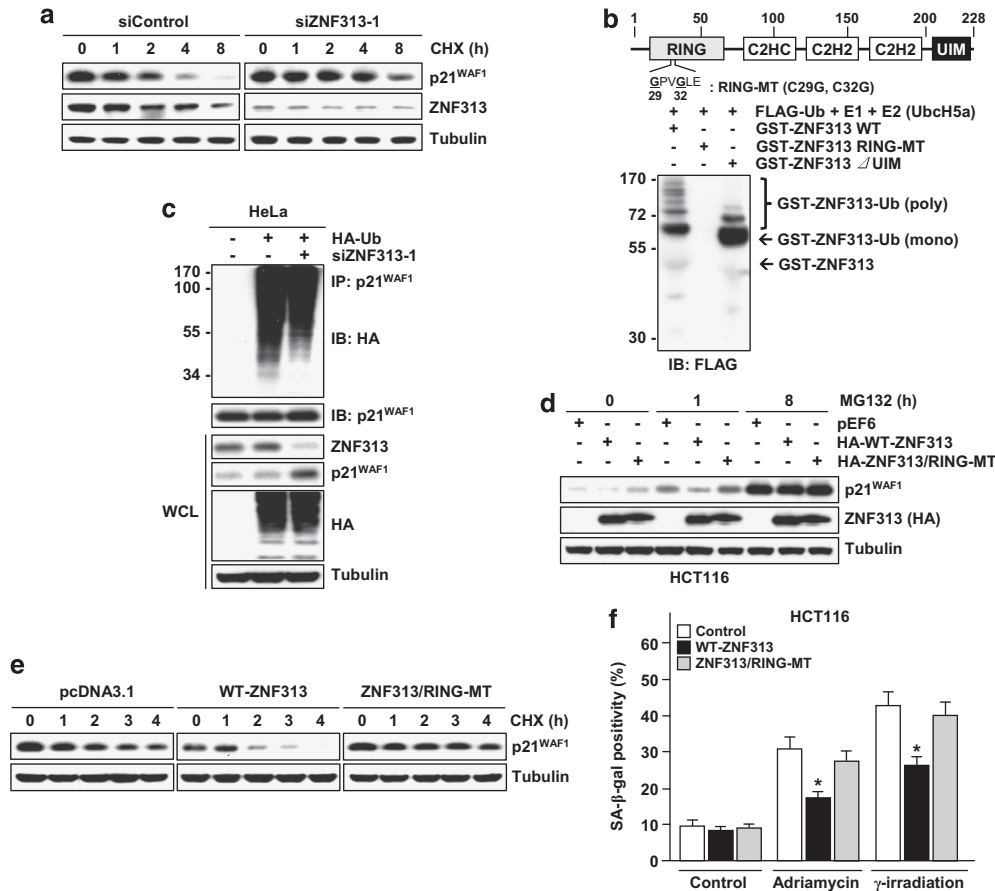 a
siControl siZNF313-1
0 1 2 4 8 0 1 2 4 8 CHX (h)
p21WAF1
ZNF313
Tubulin
b
1 50 100 150 200 228
RING C2HC C2H2 C2H2 UIM
GPVGLE
29 32 : RING-MT (C29G, C32G)
+ + + FLAG-Ub + E1 + E2 (UbcH5a)
+ - - GST-ZNF313 WT
- + - GST-ZNF313 RING-MT
- - + GST-ZNF313 ⊿UIM
170 -
72 -
55 -
30 -
GST-ZNF313-Ub (poly)
← GST-ZNF313-Ub (mono)
← GST-ZNF313
IB: FLAG
c
HeLa
- + + HA-Ub
- - + siZNF313-1
170 -
100 -
55 -
34 -
IP: p21WAF1
IB: HA
IB: p21WAF1
ZNF313
p21WAF1
WCL
HA
Tubulin
d
0 1 8 MG132 (h)
+ - - + - - + - - pEF6
- + - - + - - + - HA-WT-ZNF313
- - + - - + - - + HA-ZNF313/RING-MT
p21WAF1
ZNF313 (HA)
Tubulin
HCT116
e
pcDNA3.1 WT-ZNF313 ZNF313/RING-MT
0 1 2 3 4 0 1 2 3 4 0 1 2 3 4 CHX (h)
p21WAF1
Tubulin
f
HCT116
Control
WT-ZNF313
ZNF313/RING-MT
SA-β-gal positivity (%)
60
50
40
30
20
10
0
*
*
Control Adriamycin γ-irradiation